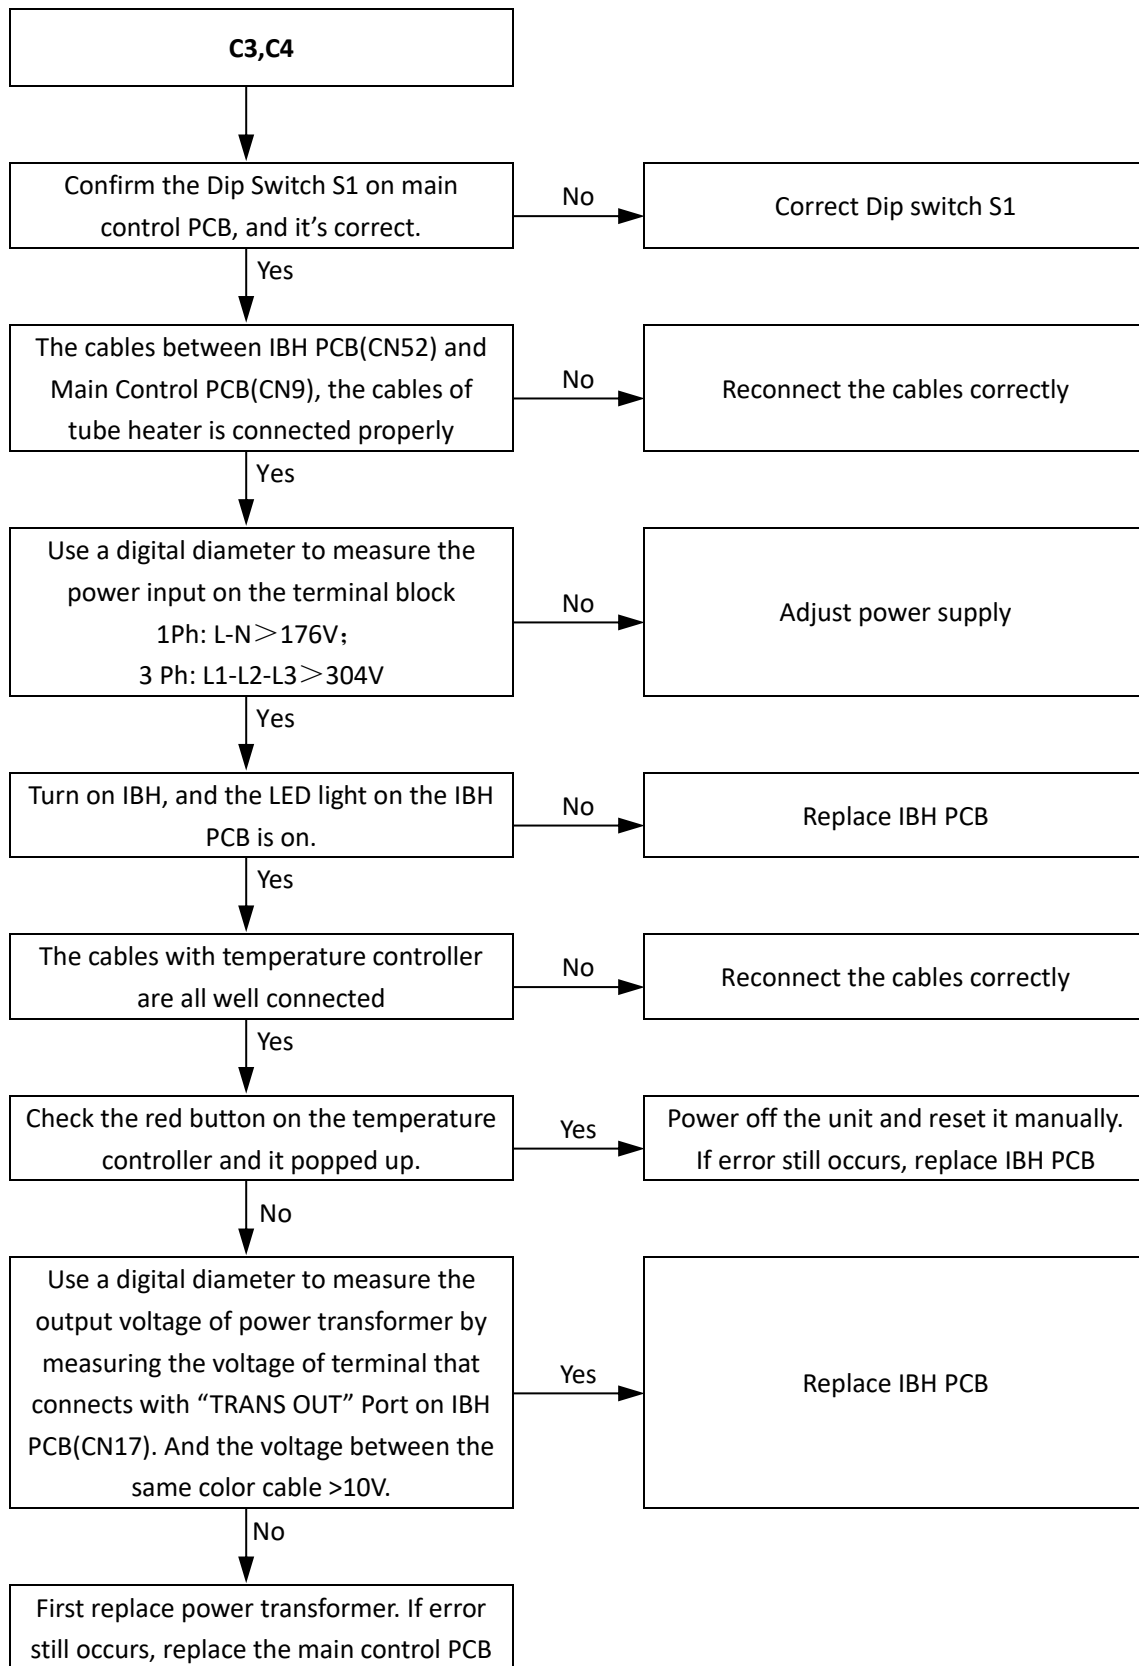 C3,C4
Confirm the Dip Switch S1 on main
control PCB, and it’s correct.
No
Correct Dip switch S1
Yes
The cables between IBH PCB(CN52) and
Main Control PCB(CN9), the cables of
tube heater is connected properly
No
Reconnect the cables correctly
Yes
Use a digital diameter to measure the
power input on the terminal block
1Ph: L-N＞176V；
3 Ph: L1-L2-L3＞304V
No
Adjust power supply
Yes
Turn on IBH, and the LED light on the IBH
PCB is on.
No
Replace IBH PCB
Yes
The cables with temperature controller
are all well connected
No
Reconnect the cables correctly
Yes
Check the red button on the temperature
controller and it popped up.
Yes
Power off the unit and reset it manually.
If error still occurs, replace IBH PCB
No
Use a digital diameter to measure the
output voltage of power transformer by
measuring the voltage of terminal that
connects with “TRANS OUT” Port on IBH
PCB(CN17). And the voltage between the
same color cable >10V.
Yes
Replace IBH PCB
No
First replace power transformer. If error
still occurs, replace the main control PCB